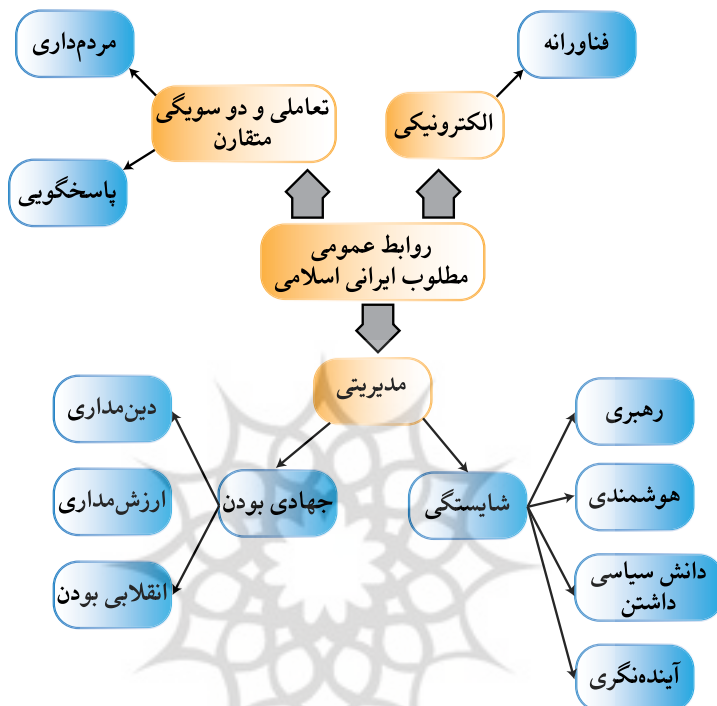 فناورانه
مردم‌داری
الکترونیکی
تعاملی و دو سویگی
متقارن
پاسخگویی
روابط عمومی
مطلوب ایرانی اسلامی
مدیریتی
رهبری
دین‌مداری
هوشمندی
شایستگی
جهادی بودن
ارزش‌مداری
دانش سیاسی
داشتن
انقلابی بودن
آینده‌نگری